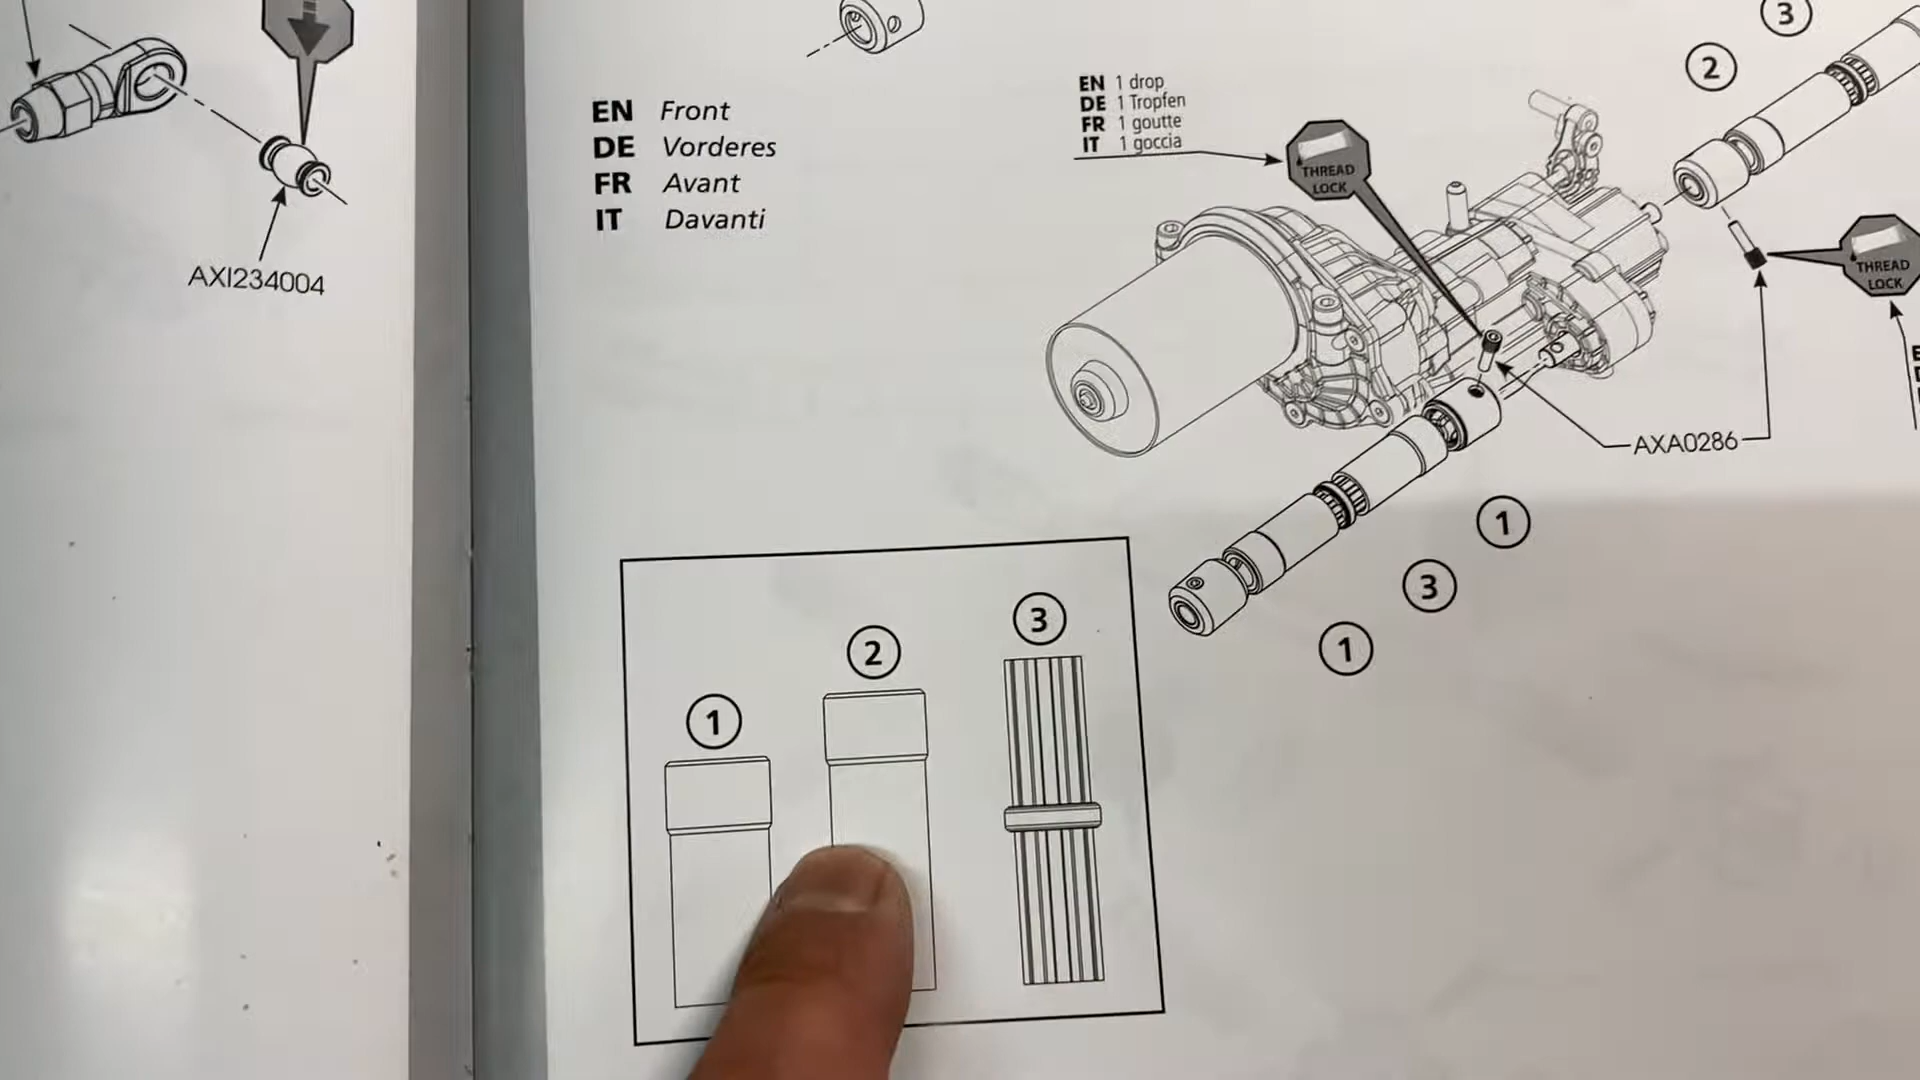 AXI234004
EN Front
DE Vorderes
FR Avant
IT Davanti
EN 1 drop
DE 1 Tropfen
FR 1 goutte
IT 1 goccia
THREAD
LOCK
3
2
THREAD
LOCK
AXA0286
1
3
1
1
2
3